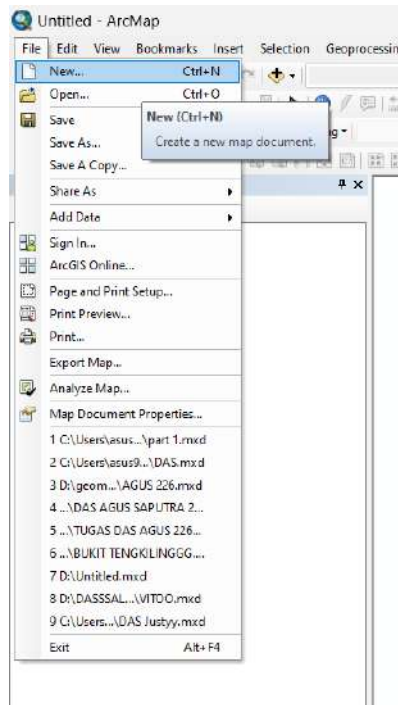 Untitled - ArcMap
File Edit View Bookmarks Insert Selection Geoprocessin
New... Ctrl+N
Open... Ctrl+O
New (Ctrl+N)
Save
Create a new map document.
Save As...
Save A Copy...
Share As
Add Data
Sign In...
ArcGIS Online...
Page and Print Setup...
Print Preview...
Print...
Export Map...
Analyze Map...
Map Document Properties...
1 C:\Users\asus...\part 1.mxd
2 C:\Users\asus9...\DAS.mxd
3 D:\geom...\AGUS 226.mxd
4 ...\DAS AGUS SAPUTRA 2...
5 ...\TUGAS DAS AGUS 226...
6 ...\BUKIT TENGKILINGGG....
7 D:\Untitled.mxd
8 D:\DASSSAL...\VITOO.mxd
9 C:\Users...\DAS Justyy.mxd
Exit Alt+F4